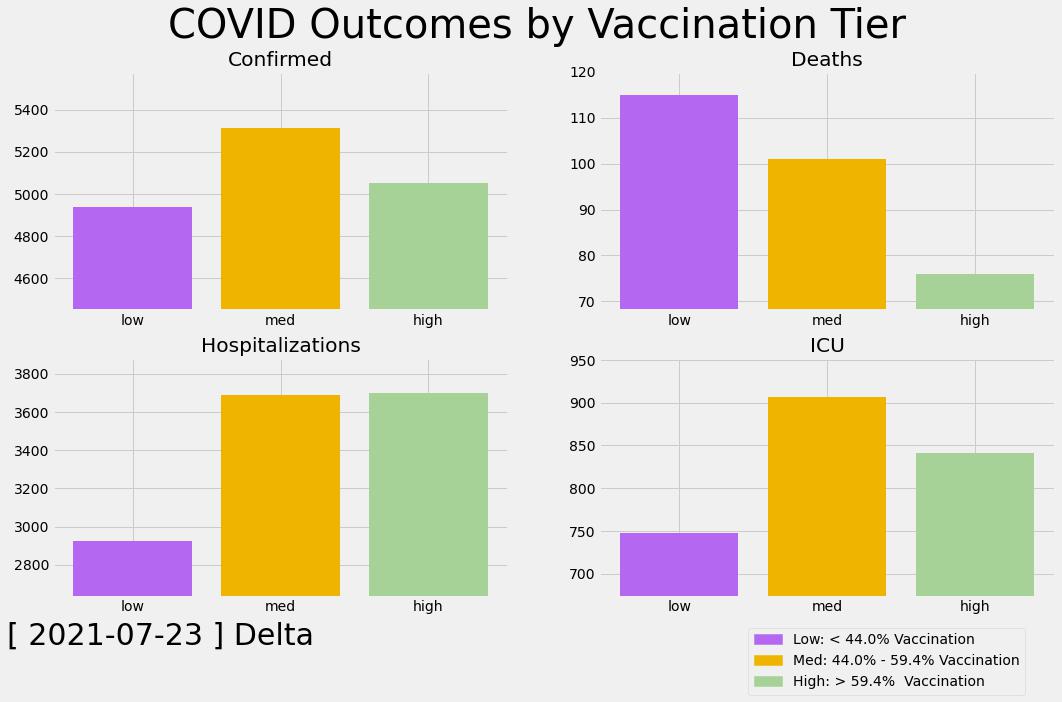 COVID Outcomes by Vaccination Tier
Confirmed
5400
5200
5000
4800
4600
low med high
Deaths
120
110
100
90
80
70
low med high
Hospitalizations
3800
3600
3400
3200
3000
2800
low med high
ICU
950
900
850
800
750
700
low med high
[ 2021-07-23 ] Delta
Low: < 44.0% Vaccination
Med: 44.0% - 59.4% Vaccination
High: > 59.4%  Vaccination